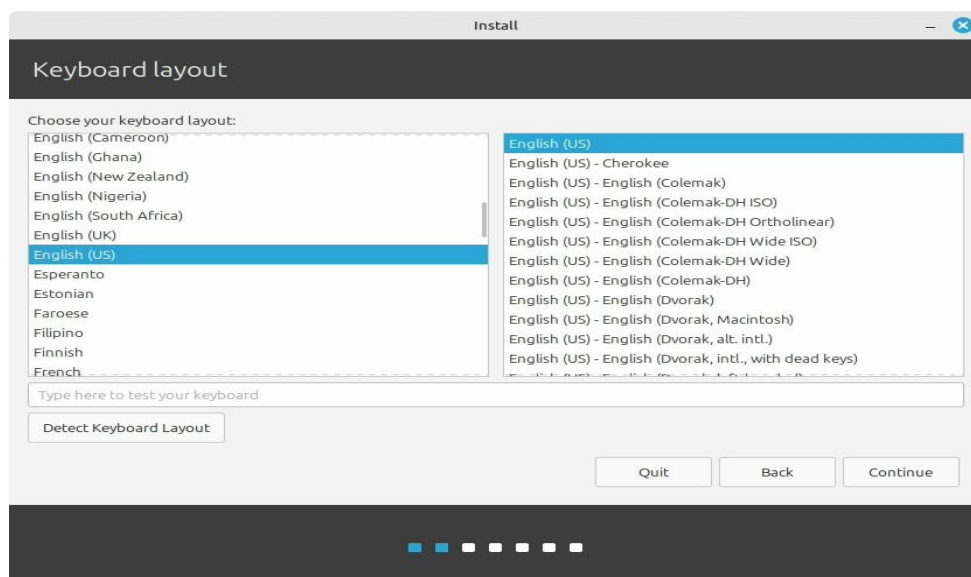 Install
Keyboard layout
Choose your keyboard layout:
English (Cameroon)
English (Ghana)
English (New Zealand)
English (Nigeria)
English (South Africa)
English (UK)
English (US)
Esperanto
Estonian
Faroese
Filipino
Finnish
French
English (US)
English (US) - Cherokee
English (US) - English (Colemak)
English (US) - English (Colemak-DH ISO)
English (US) - English (Colemak-DH Ortholinear)
English (US) - English (Colemak-DH Wide ISO)
English (US) - English (Colemak-DH Wide)
English (US) - English (Colemak-DH)
English (US) - English (Dvorak)
English (US) - English (Dvorak, Macintosh)
English (US) - English (Dvorak, alt. intl.)
English (US) - English (Dvorak, intl., with dead keys)
Type here to test your keyboard
Detect Keyboard Layout
Quit
Back
Continue